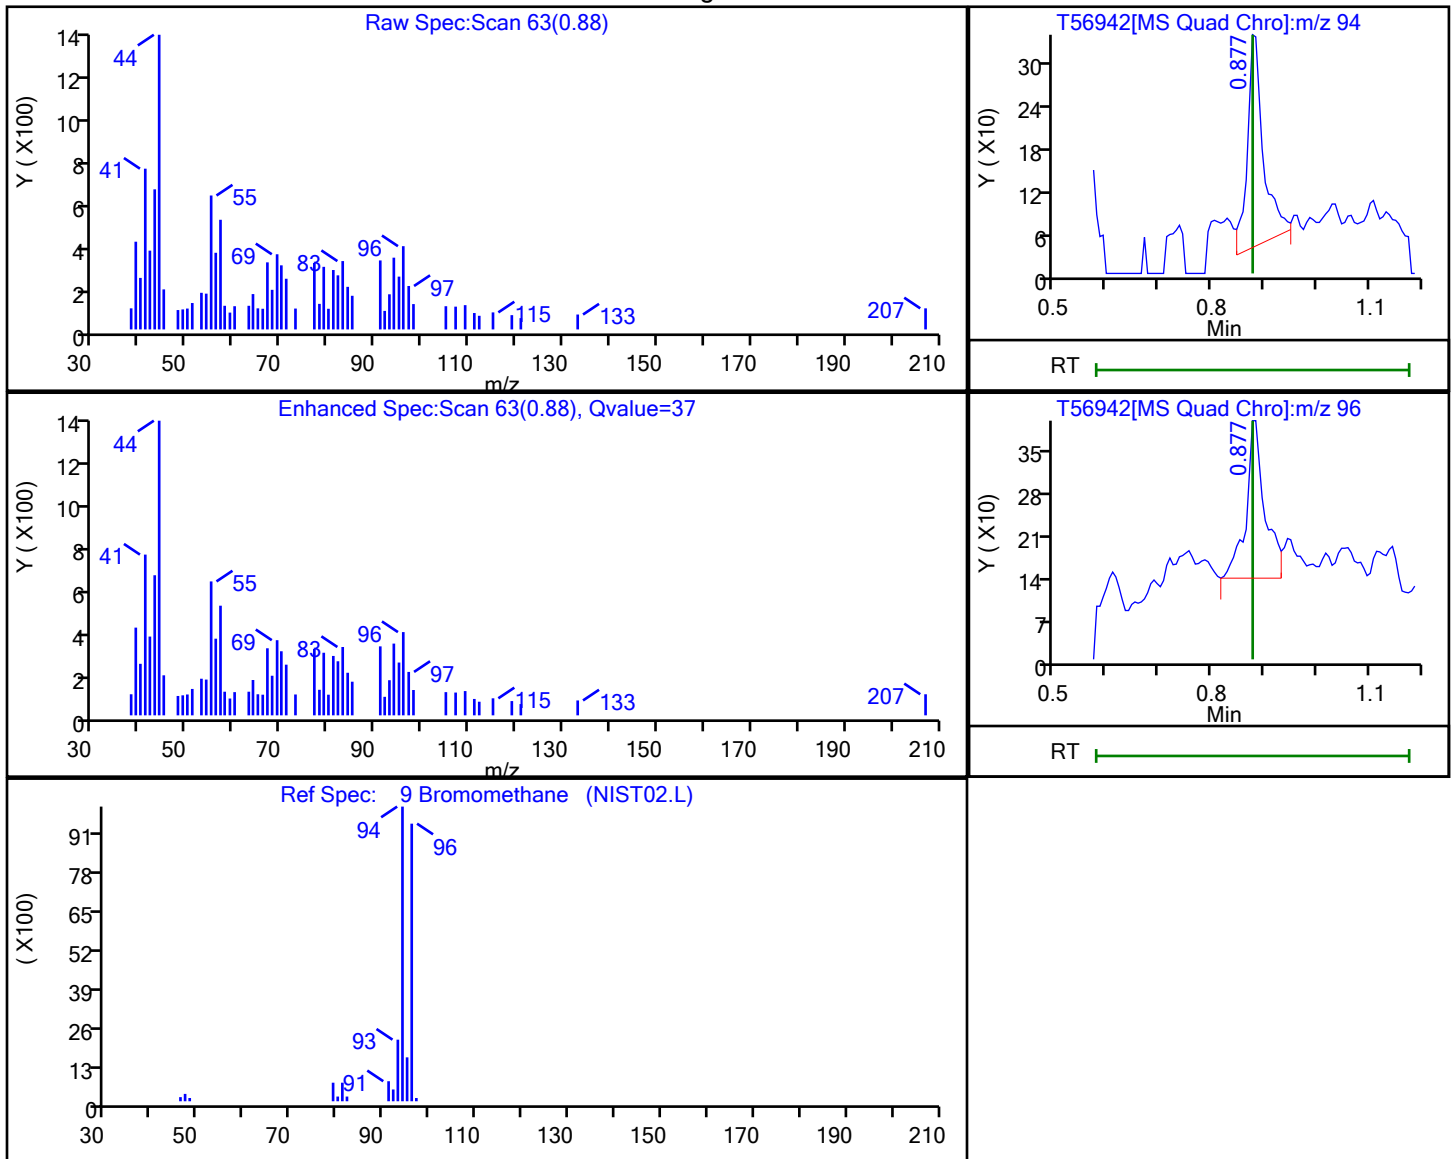 Raw Spec:Scan 63(0.88)
Y ( X100)
14
12
10
8
6
4
2
0
44
41
55
69
83
96
97
115
133
207
30 50 70 90 110 130 150 170 190 210
m/z
T56942[MS Quad Chro]:m/z 94
Y ( X10)
30
24
18
12
6
0
0.877
0.5 0.8 1.1
Min
RT
Enhanced Spec:Scan 63(0.88), Qvalue=37
Y ( X100)
14
12
10
8
6
4
2
0
44
41
55
69
83
96
97
115
133
207
30 50 70 90 110 130 150 170 190 210
m/z
T56942[MS Quad Chro]:m/z 96
Y ( X10)
35
28
21
14
7
0
0.877
0.5 0.8 1.1
Min
RT
Ref Spec: 9 Bromomethane (NIST02.L)
( X100)
91
78
65
52
39
26
13
0
94
96
93
91
30 50 70 90 110 130 150 170 190 210